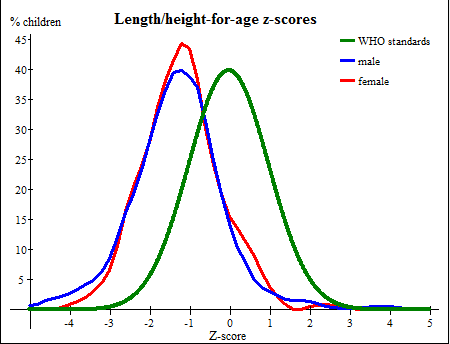 Length/height-for-age z-scores
% children
WHO standards
male
female
45
40
35
30
25
20
15
10
5
-4 -3 -2 -1 0 1 2 3 4 5
Z-score